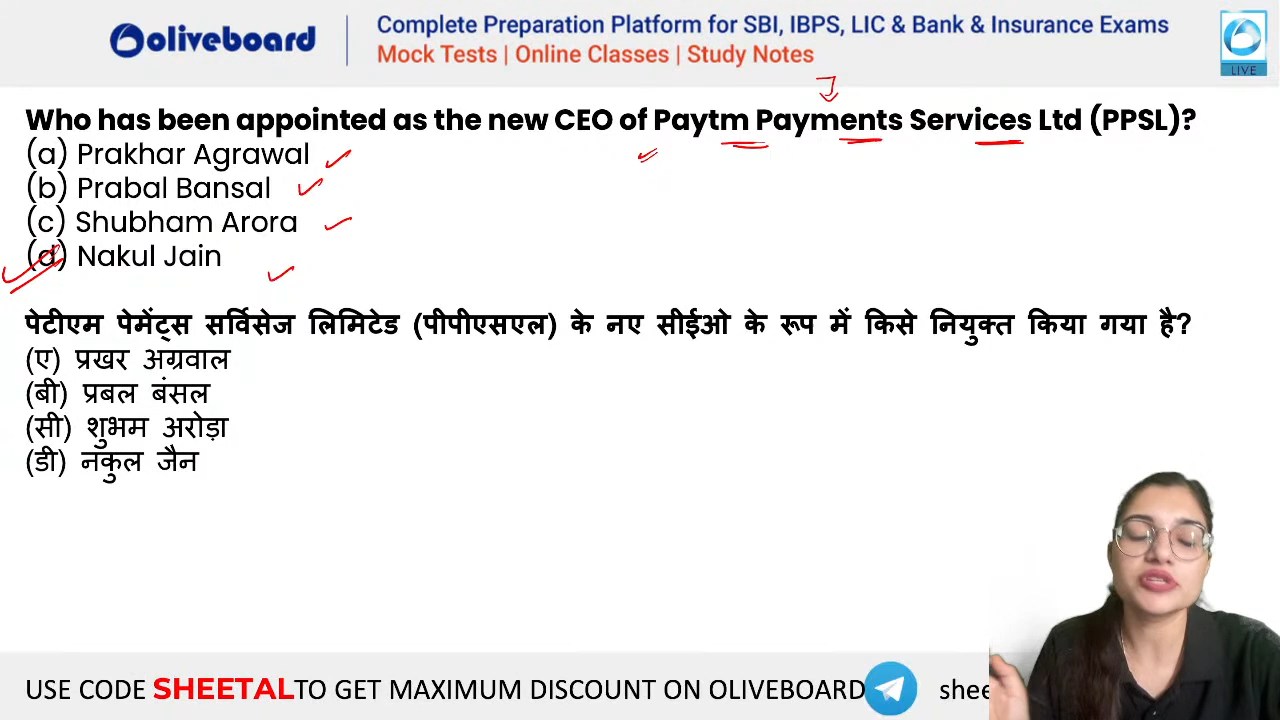 oliveboard
Complete Preparation Platform for SBI, IBPS, LIC & Bank & Insurance Exams
Mock Tests | Online Classes | Study Notes
LIVE
Who has been appointed as the new CEO of Paytm Payments Services Ltd (PPSL)?
(a) Prakhar Agrawal
(b) Prabal Bansal
(c) Shubham Arora
(d) Nakul Jain
पेटीएम पेमेंट्स सर्विसेज लिमिटेड (पीपीएसएल) के नए सीईओ के रूप में किसे नियुक्त किया गया है?
(ए) प्रखर अग्रवाल
(बी) प्रबल बंसल
(सी) शुभम अरोड़ा
(डी) नकुल जैन
USE CODE SHEETALTO GET MAXIMUM DISCOUNT ON OLIVEBOARD
shee